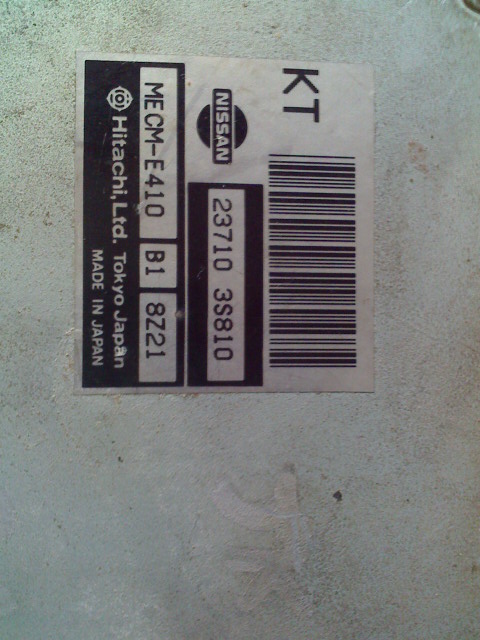 KT
NISSAN
23710 3S810
MECM-E410 B1 8Z21
Hitachi, Ltd. Tokyo Japan
MADE IN JAPAN